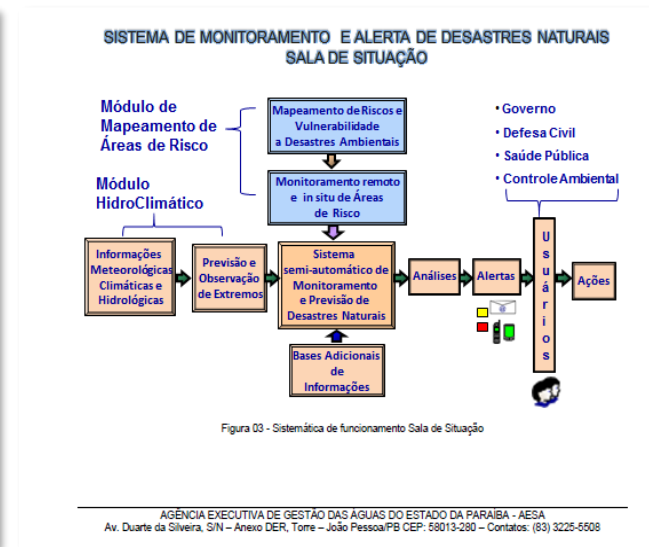 SISTEMA DE MONITORAMENTO E ALERTA DE DESASTRES NATURAIS
SALA DE SITUAÇÃO
Módulo de
Mapeamento de
Áreas de Risco
Mapeamento de Riscos e
Vulnerabilidade
a Desastres Ambientais
• Governo
• Defesa Civil
• Saúde Pública
• Controle Ambiental
Monitoramento remoto
e in situ de Áreas
de Risco
Módulo
HidroClimático
Informações
Meteorológicas
Climáticas e
Hidrológicas
Previsão e
Observação
de Extremos
Sistema
semi-automático de
Monitoramento
e Previsão de
Desastres Naturais
Análises
Alertas
Usuários
Ações
Bases Adicionais
de
Informações
Figura 03 - Sistemática de funcionamento Sala de Situação
AGÊNCIA EXECUTIVA DE GESTÃO DAS ÁGUAS DO ESTADO DA PARAÍBA - AESA
Av. Duarte da Silveira, S/N – Anexo DER, Torre – João Pessoa/PB CEP: 58013-280 – Contatos: (83) 3225-5508